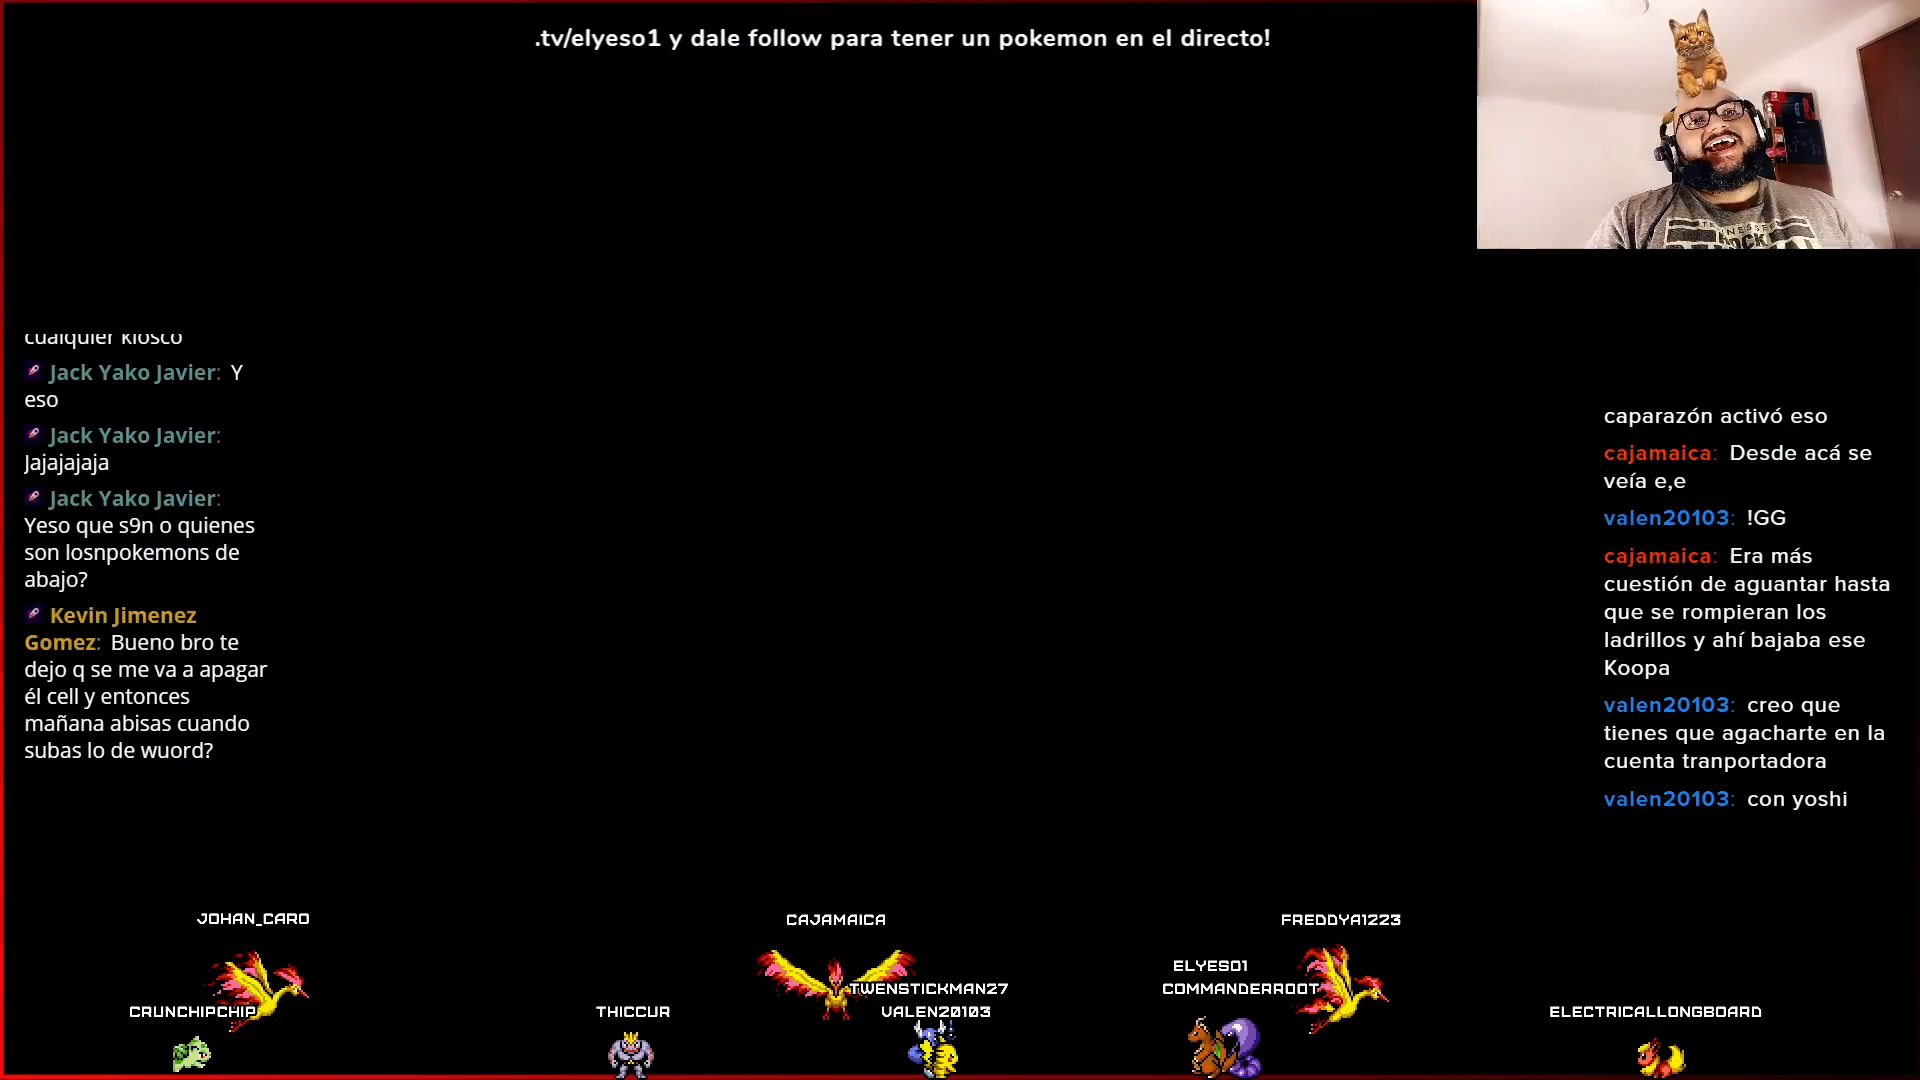 .tv/elyeso1 y dale follow para tener un pokemon en el directo!
cualquier kiosco
Jack Yako Javier: Y
eso
Jack Yako Javier:
Jajajajaja
Jack Yako Javier:
Yeso que s9n o quienes
son losnpokemons de
abajo?
Kevin Jimenez
Gomez: Bueno bro te
dejo q se me va a apagar
él cell y entonces
mañana abisas cuando
subas lo de wuord?
caparazón activó eso
cajamaica: Desde acá se
veía e,e
valen20103: !GG
cajamaica: Era más
cuestión de aguantar hasta
que se rompieran los
ladrillos y ahí bajaba ese
Koopa
valen20103: creo que
tienes que agacharte en la
cuenta tranportadora
valen20103: con yoshi
JOHAN_CARO
CRUNCHIPCHIP
THICCUR
CAJAMAICA
TWENSTICKMAN27
VALEN20103
ELYESO1
COMMANDERROOT
FREDDYA1223
ELECTRICALLONGBOARD